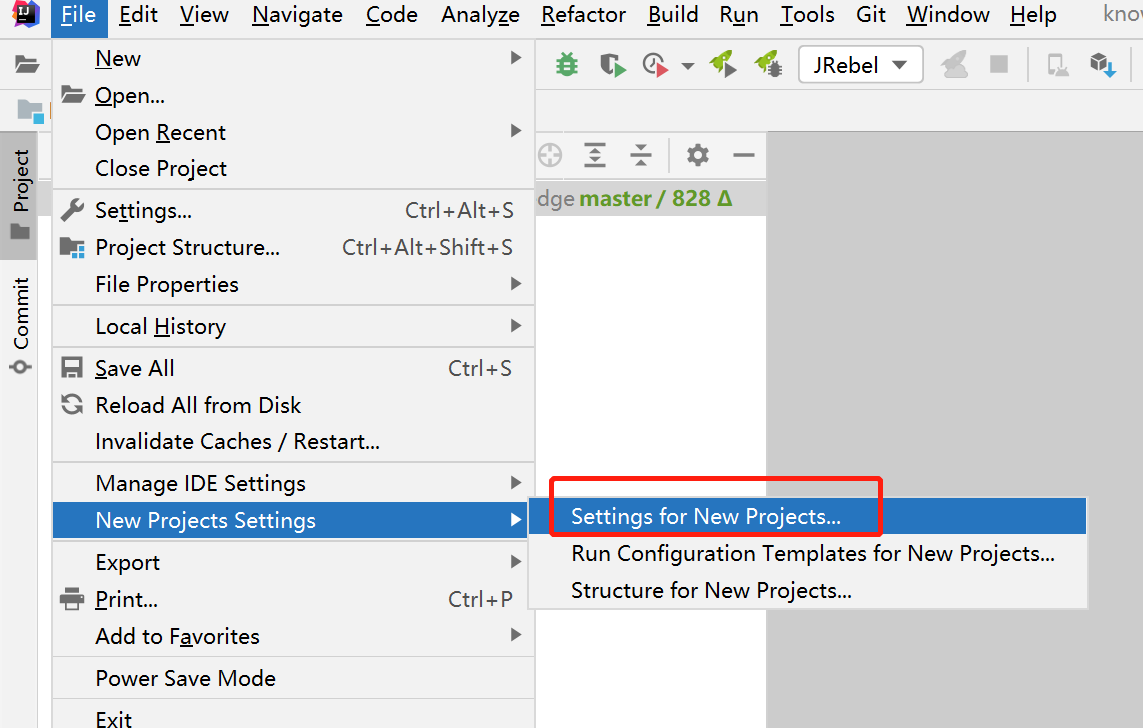 File Edit View Navigate Code Analyze Refactor Build Run Tools Git Window Help
New
Open...
Open Recent
Close Project
Settings... Ctrl+Alt+S
Project Structure... Ctrl+Alt+Shift+S
File Properties
Local History
Save All Ctrl+S
Reload All from Disk
Invalidate Caches / Restart...
Manage IDE Settings
New Projects Settings
Export
Print... Ctrl+P
Add to Favorites
Power Save Mode
Exit
JRebel
Project
Commit
dge master / 828 Δ
Settings for New Projects...
Run Configuration Templates for New Projects...
Structure for New Projects...